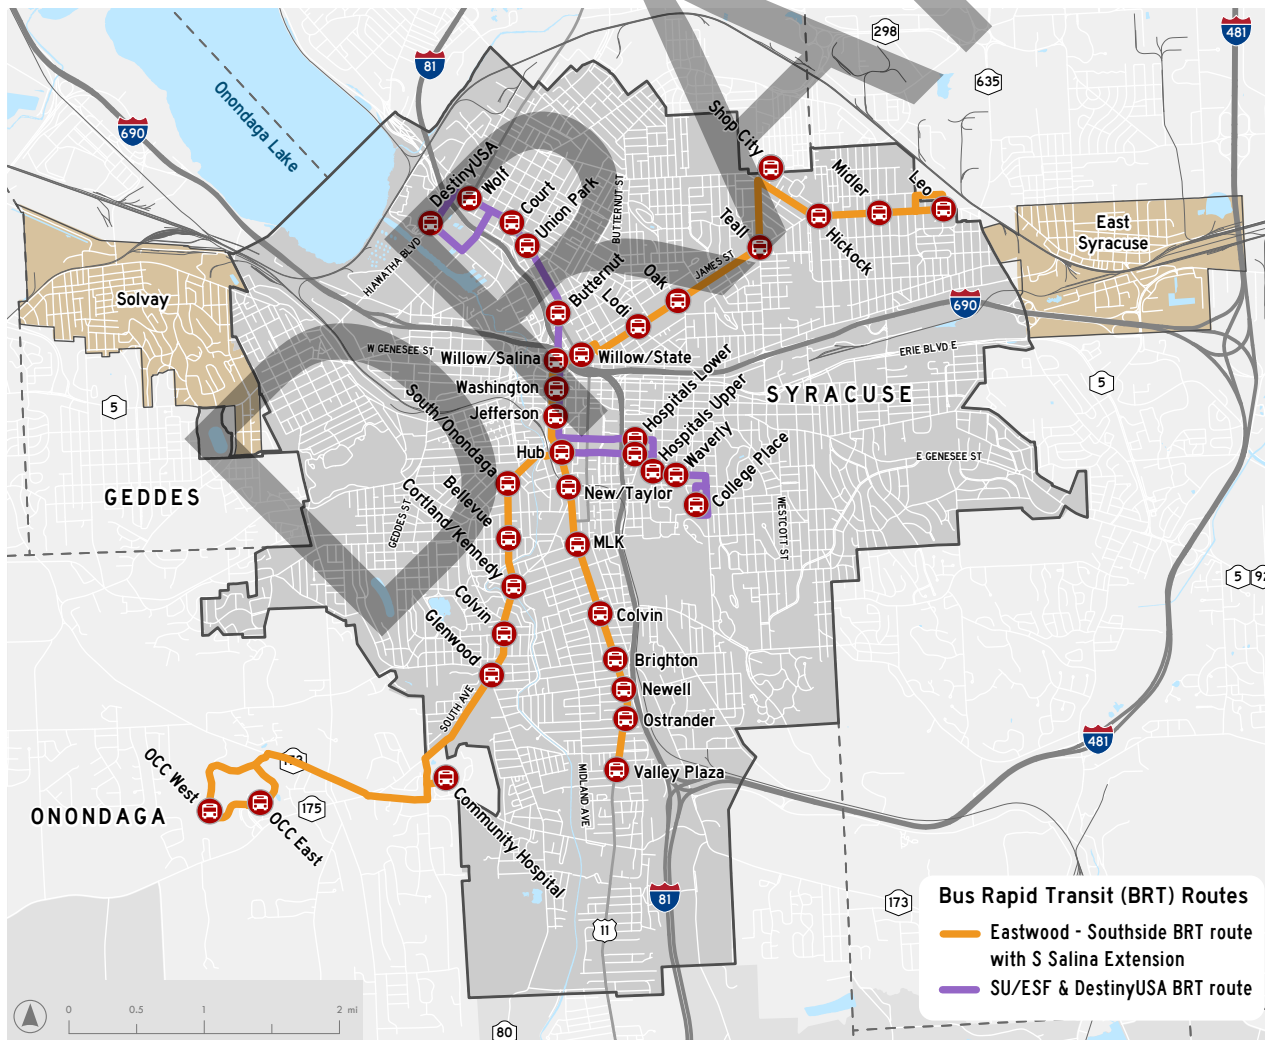 298
481
81
635
690
Onondaga Lake
Shop City
DestinyUSA
Wolf
Court
Union Park
BUTTERNUT ST
Midler
Leo
Teall
Hickock
East
Syracuse
HIAWATHA BLVD
JAMES ST
Butternut
Oak
Lodi
Solvay
690
W GENESEE ST
Willow/Salina
Willow/State
ERIE BLVD E
Washington
SYRACUSE
5
5
Jefferson
South/Onondaga
Hospitals Lower
Hospitals Upper
Waverly
College Place
Hub
E GENESEE ST
GEDDES
GEDDES ST
Bellevue
New/Taylor
WESTCOTT ST
Cortland/Kennedy
MLK
5
92
Colvin
Colvin
Glenwood
Brighton
Newell
SOUTH AVE
Ostrander
481
OCC West
173
Valley Plaza
MIDLAND AVE
ONONDAGA
175
OCC East
Community Hospital
81
173
11
80
Bus Rapid Transit (BRT) Routes
Eastwood - Southside BRT route
with S Salina Extension
SU/ESF & DestinyUSA BRT route
0 0.5 1 2 mi